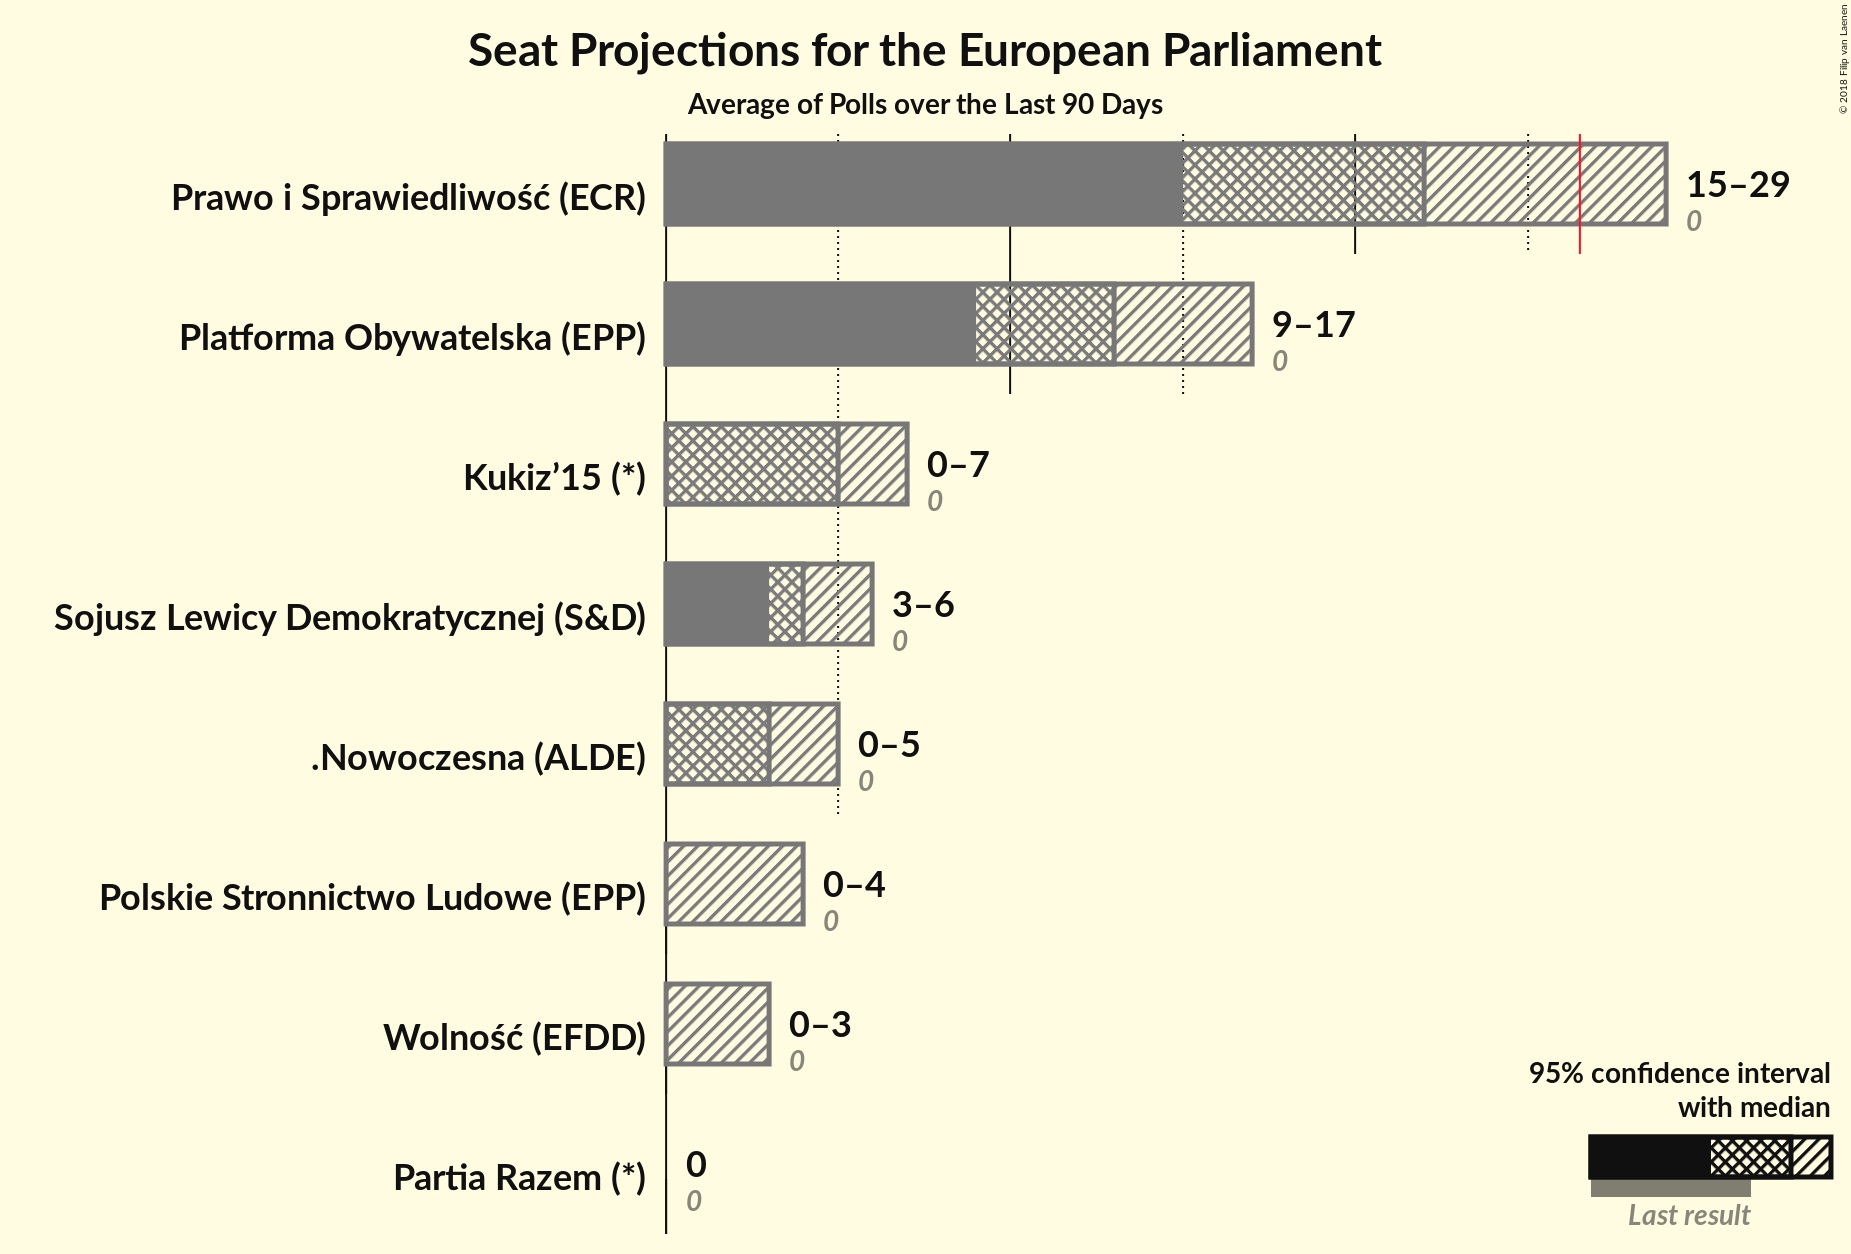 Seat Projections for the European Parliament
Average of Polls over the Last 90 Days
© 2018 Filip van Laenen
Prawo i Sprawiedliwość (ECR)
15–29
0
Platforma Obywatelska (EPP)
9–17
0
Kukiz’15 (*)
0–7
0
Sojusz Lewicy Demokratycznej (S&D)
3–6
0
.Nowoczesna (ALDE)
0–5
0
Polskie Stronnictwo Ludowe (EPP)
0–4
0
Wolność (EFDD)
0–3
0
Partia Razem (*)
0
0
95% confidence interval
with median
Last result